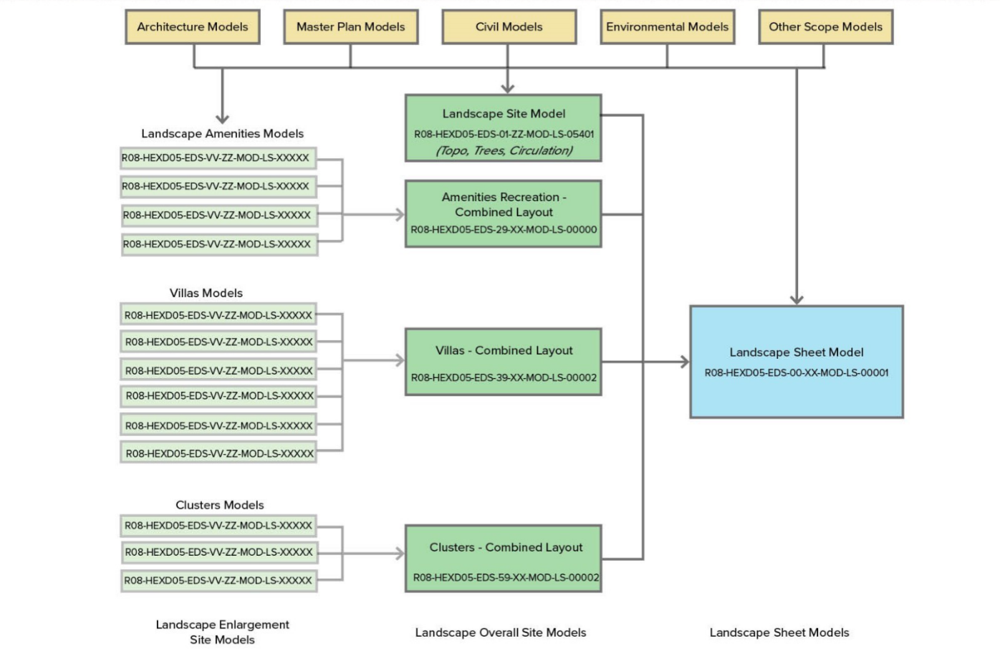 Architecture Models
Master Plan Models
Civil Models
Environmental Models
Other Scope Models
Landscape Amenities Models
R08-HEXD05-EDS-VV-ZZ-MOD-LS-XXXXX
R08-HEXD05-EDS-VV-ZZ-MOD-LS-XXXXX
R08-HEXD05-EDS-VV-ZZ-MOD-LS-XXXXX
R08-HEXD05-EDS-VV-ZZ-MOD-LS-XXXXX
Landscape Site Model
R08-HEXD05-EDS-01-ZZ-MOD-LS-05401
(Topo, Trees, Circulation)
Amenities Recreation -
Combined Layout
R08-HEXD05-EDS-29-XX-MOD-LS-00000
Villas Models
R08-HEXD05-EDS-VV-ZZ-MOD-LS-XXXXX
R08-HEXD05-EDS-VV-ZZ-MOD-LS-XXXXX
R08-HEXD05-EDS-VV-ZZ-MOD-LS-XXXXX
R08-HEXD05-EDS-VV-ZZ-MOD-LS-XXXXX
R08-HEXD05-EDS-VV-ZZ-MOD-LS-XXXXX
R08-HEXD05-EDS-VV-ZZ-MOD-LS-XXXXX
Villas - Combined Layout
R08-HEXD05-EDS-39-XX-MOD-LS-00002
Landscape Sheet Model
R08-HEXD05-EDS-00-XX-MOD-LS-00001
Clusters Models
R08-HEXD05-EDS-VV-ZZ-MOD-LS-XXXXX
R08-HEXD05-EDS-VV-ZZ-MOD-LS-XXXXX
R08-HEXD05-EDS-VV-ZZ-MOD-LS-XXXXX
Clusters - Combined Layout
R08-HEXD05-EDS-59-XX-MOD-LS-00002
Landscape Enlargement
Site Models
Landscape Overall Site Models
Landscape Sheet Models